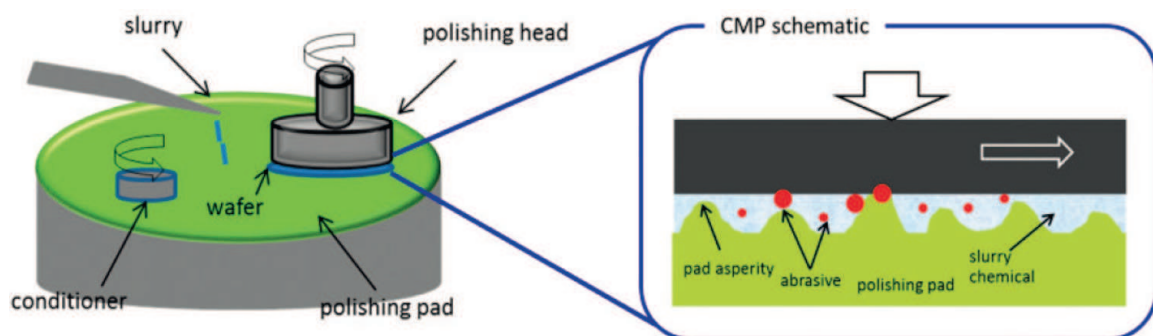 slurry
polishing head
wafer
conditioner
polishing pad
CMP schematic
pad asperity
abrasive
polishing pad
slurry
chemical